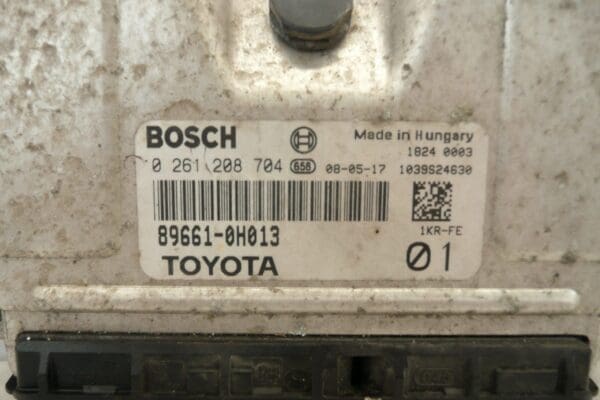 BOSCH Made in Hungary
1824 0003
0 261 208 704 656 08-05-17 1039S24630
89661-0H013 1KR-FE
TOYOTA 01